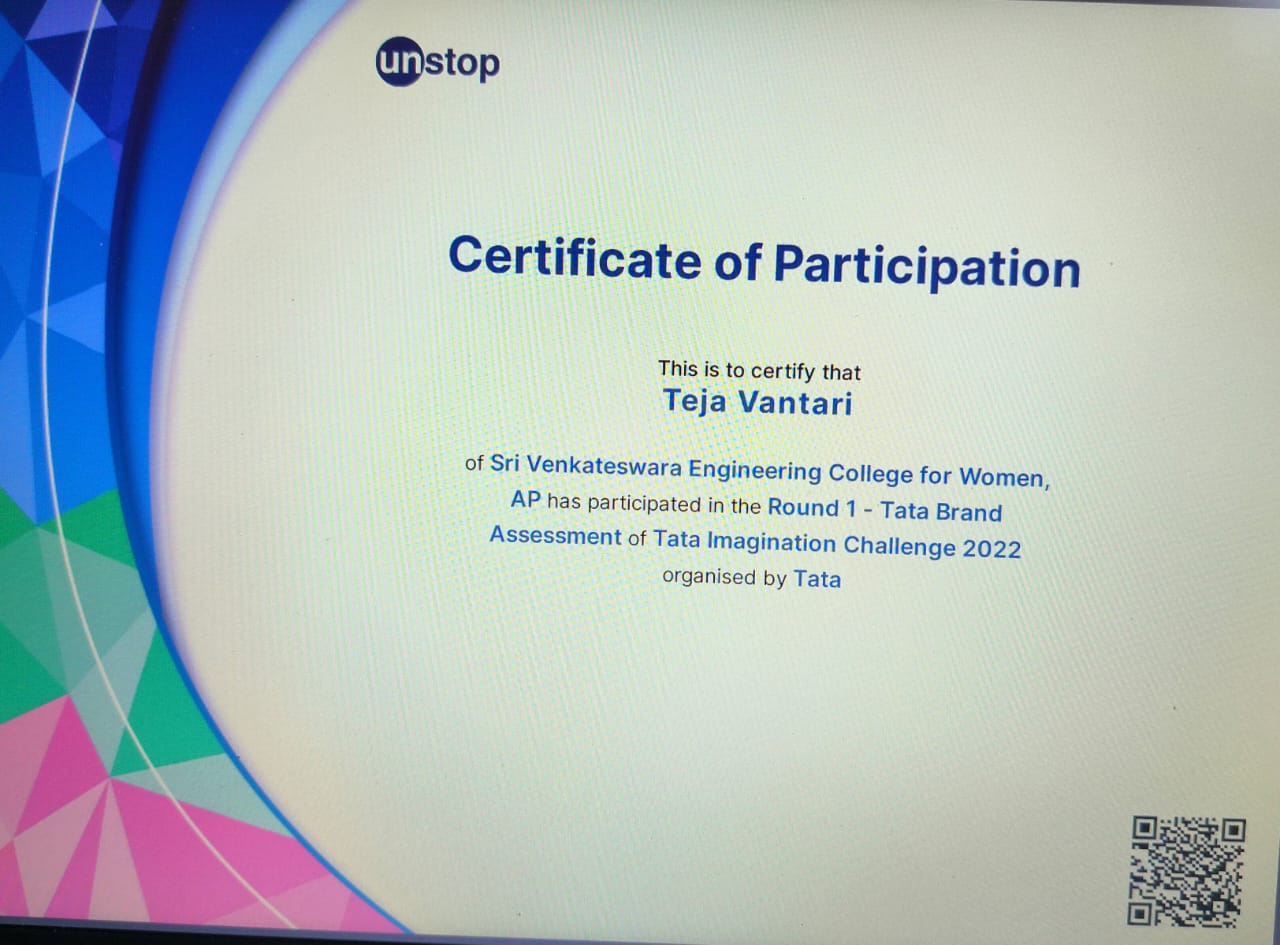 unstop
Certificate of Participation
This is to certify that
Teja Vantari
of Sri Venkateswara Engineering College for Women,
AP has participated in the Round 1 - Tata Brand
Assessment of Tata Imagination Challenge 2022
organised by Tata